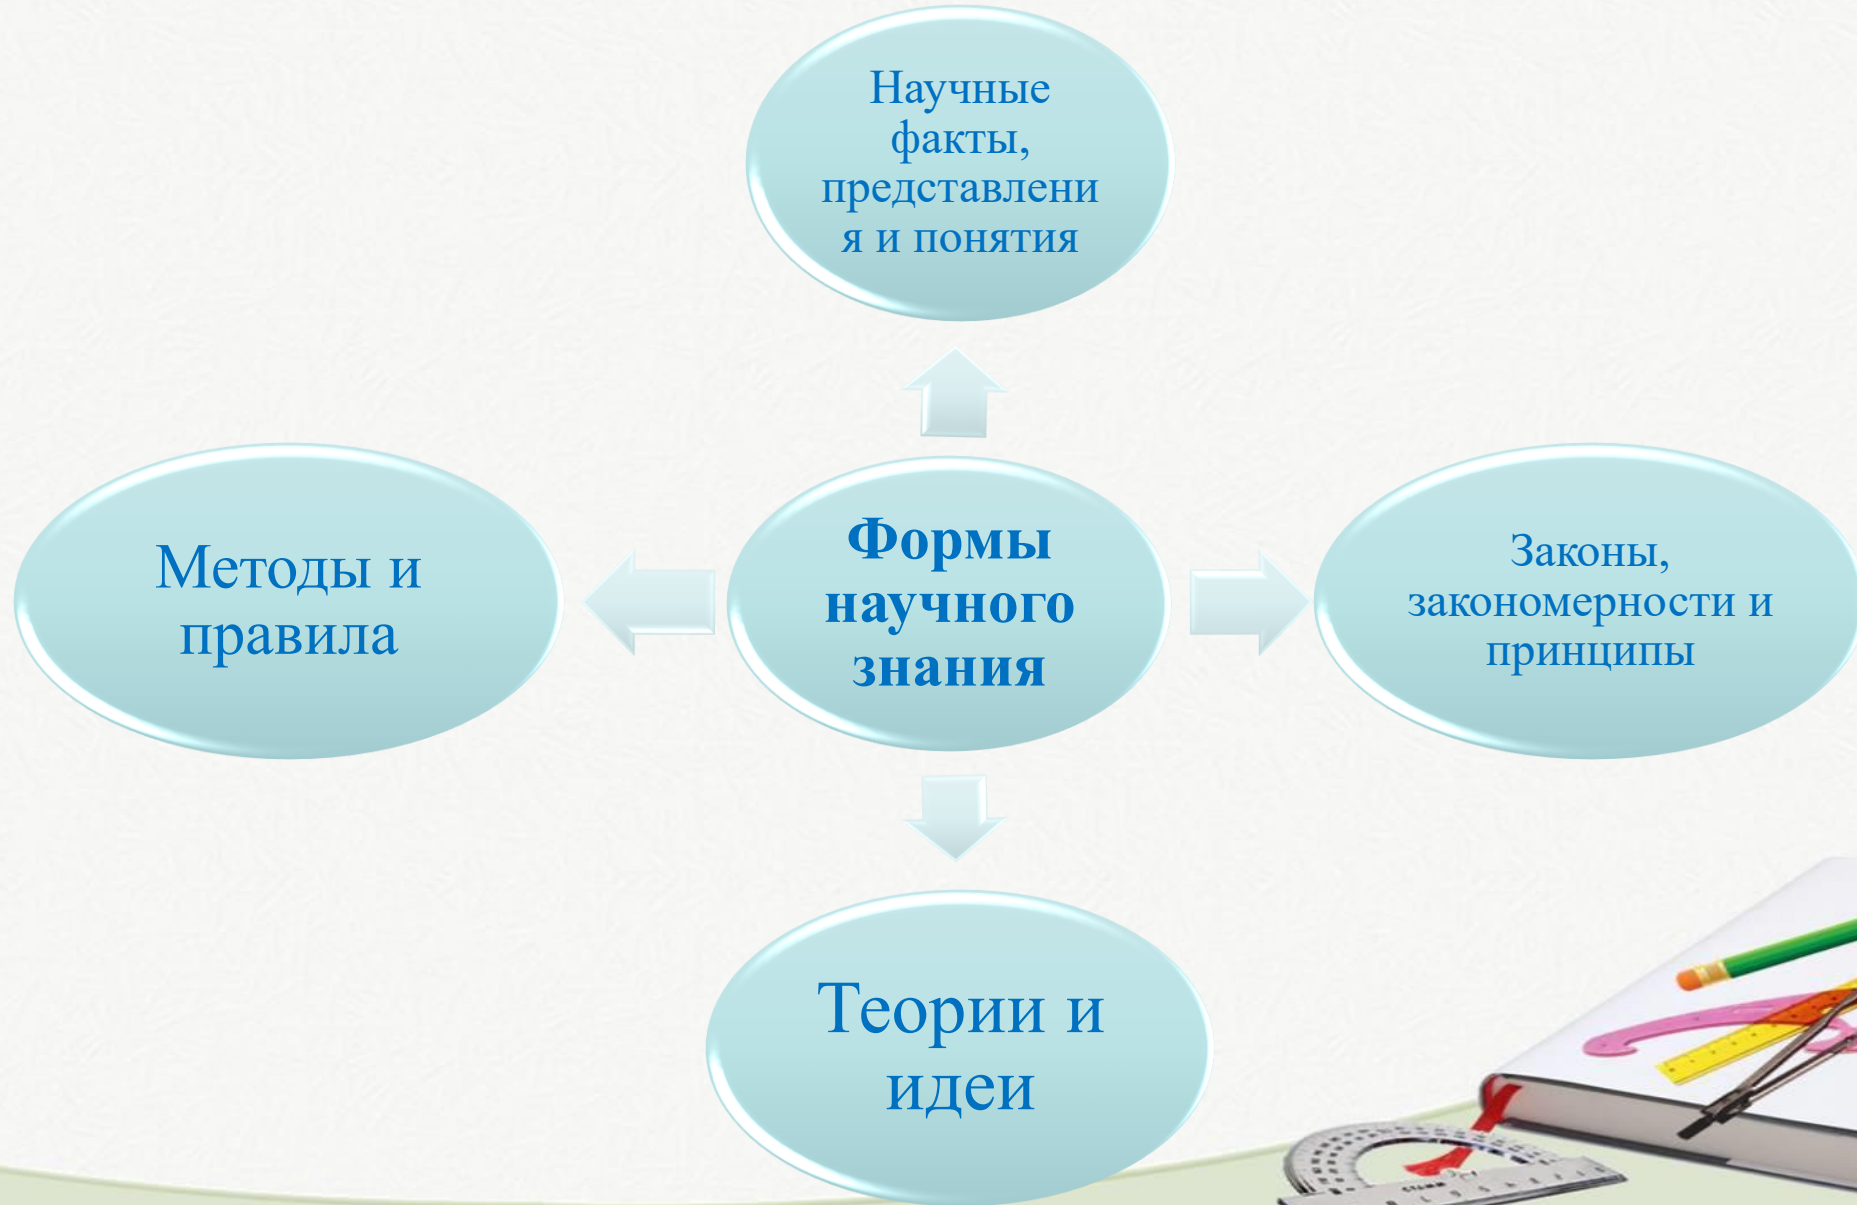 Научные
факты,
представлени
я и понятия
Методы и
правила
Формы
научного
знания
Законы,
закономерности и
принципы
Теории и
идеи